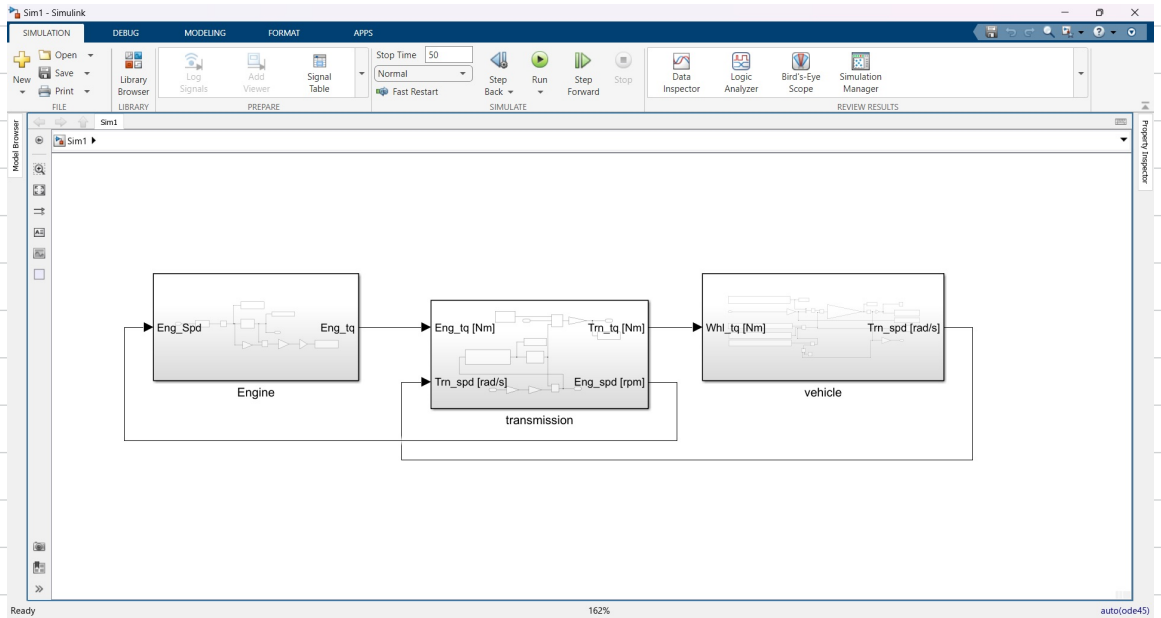 Sim1 - Simulink
SIMULATION DEBUG MODELING FORMAT APPS
New
Open
Save
Print
FILE
Library Browser
LIBRARY
Log Signals
Add Viewer
Signal Table
PREPARE
Stop Time 50
Normal
Fast Restart
Step Back
Run
Step Forward
Stop
SIMULATE
Data Inspector
Logic Analyzer
Bird's-Eye Scope
Simulation Manager
REVIEW RESULTS
Model Browser
Sim1
Sim1
Property Inspector
Eng_Spd Eng_tq
Engine
Eng_tq [Nm] Trn_tq [Nm]
Trn_spd [rad/s] Eng_spd [rpm]
transmission
Whl_tq [Nm] Trn_spd [rad/s]
vehicle
Ready 162% auto(ode45)